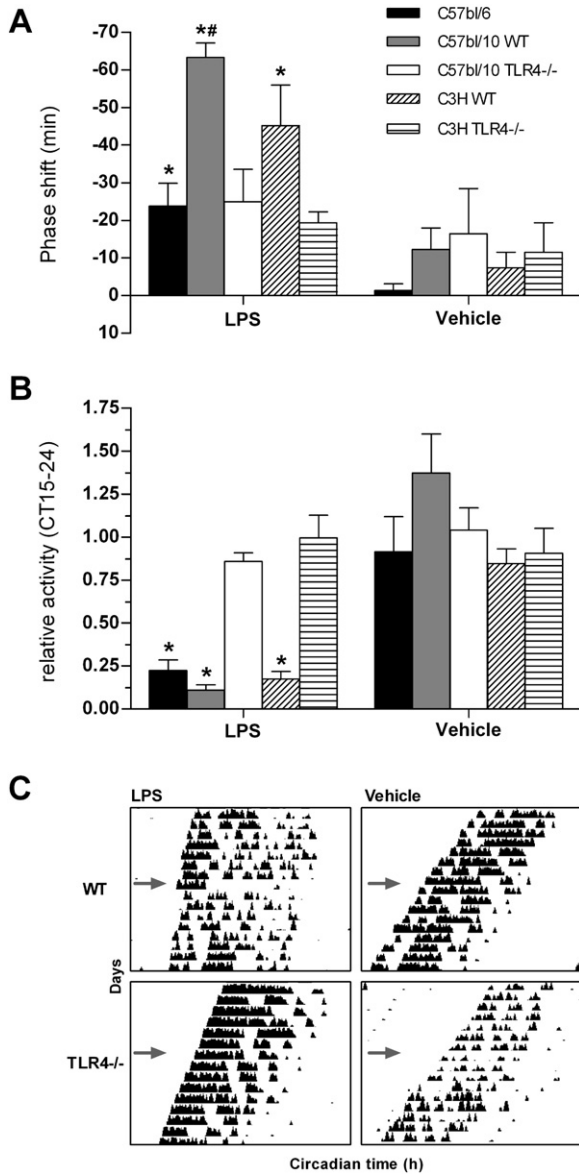 A
Phase shift (min)
-70
-60
-50
-40
-30
-20
-10
0
10
*
*#
*
LPS
Vehicle
C57bl/6
C57bl/10 WT
C57bl/10 TLR4-/-
C3H WT
C3H TLR4-/-
B
relative activity (CT15-24)
1.75
1.50
1.25
1.00
0.75
0.50
0.25
0.00
*
*
*
LPS
Vehicle
C
LPS
Vehicle
WT
Days
TLR4-/-
Circadian time (h)